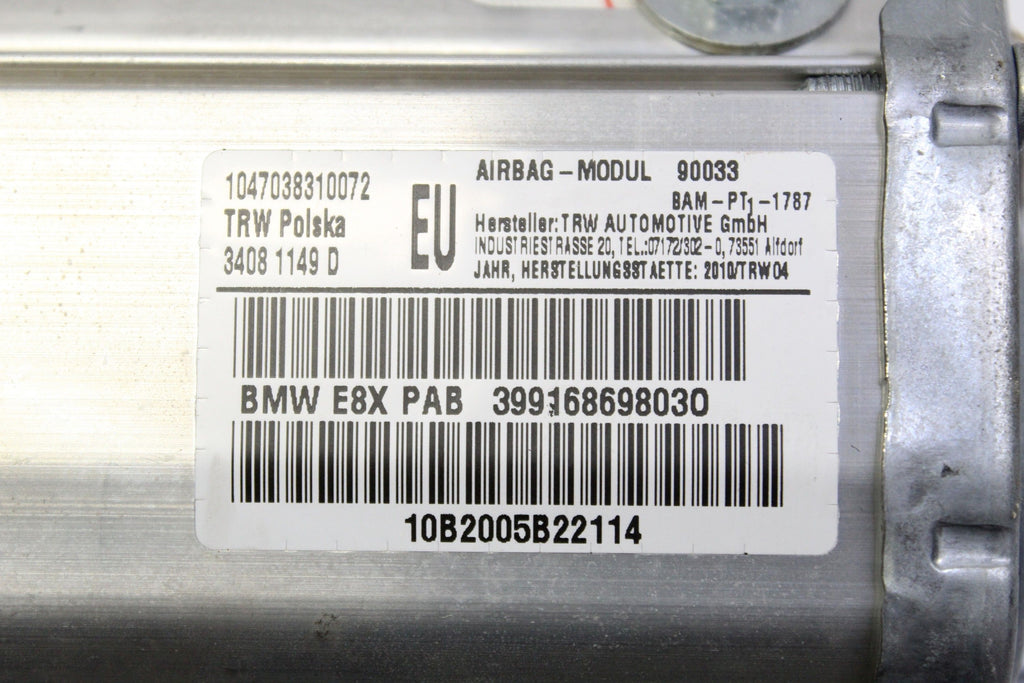 1047038310072
TRW Polska
3408 1149 D
EU
AIRBAG - MODUL 90033
BAM - PT1 - 1787
Hersteller: TRW AUTOMOTIVE GmbH
INDUSTRIESTRASSE 20, TEL.:07172/302 - 0, 73551 Alfdorf
JAHR, HERSTELLUNGSSTAETTE: 2010/TRW04
BMW E8X PAB 399168698030
10B2005B22114